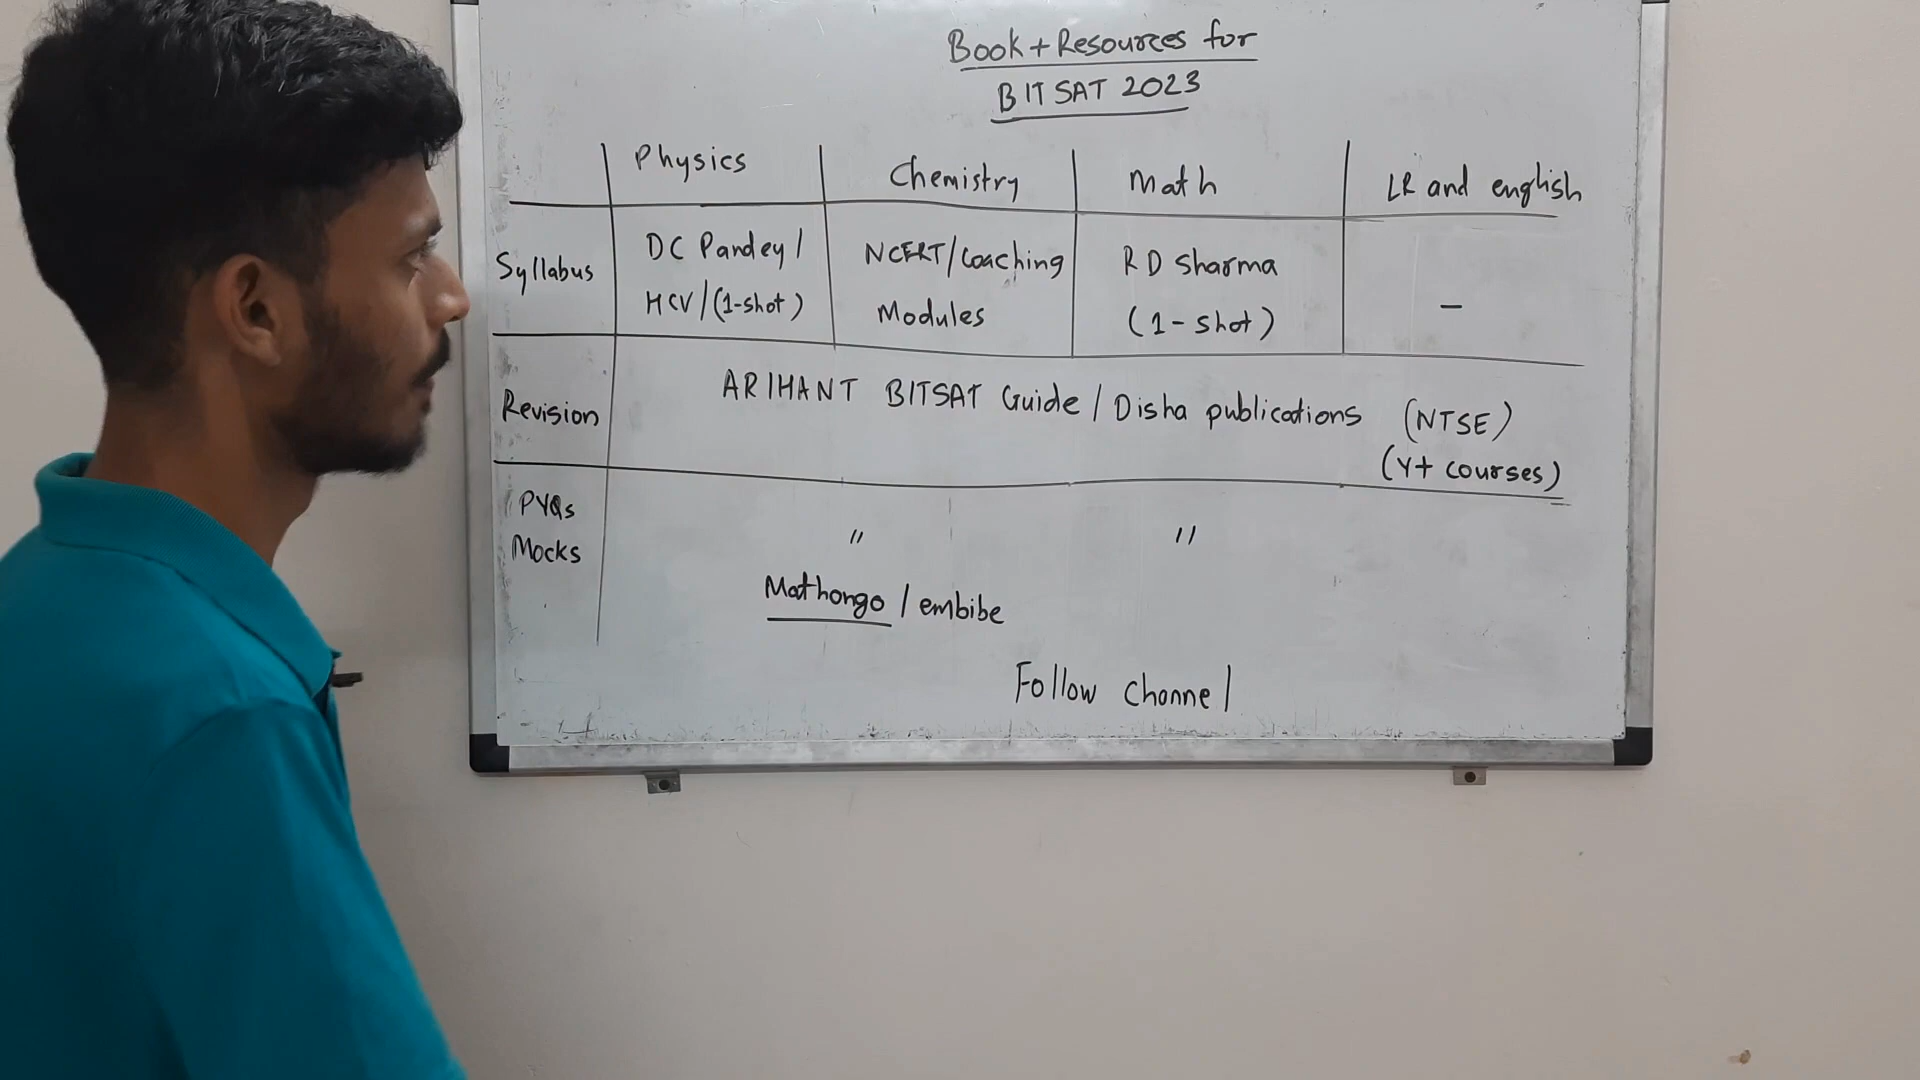 Book + Resources for
BITSAT 2023
Physics Chemistry Math LR and english
Syllabus DC Pandey / NCERT/Coaching RD Sharma
HCV / (1-shot) Modules (1 - shot) -
Revision ARIHANT BITSAT Guide / Disha publications (NTSE)
(Y+ courses)
PYQs
Mocks " "
Mathongo / embibe
Follow Channel